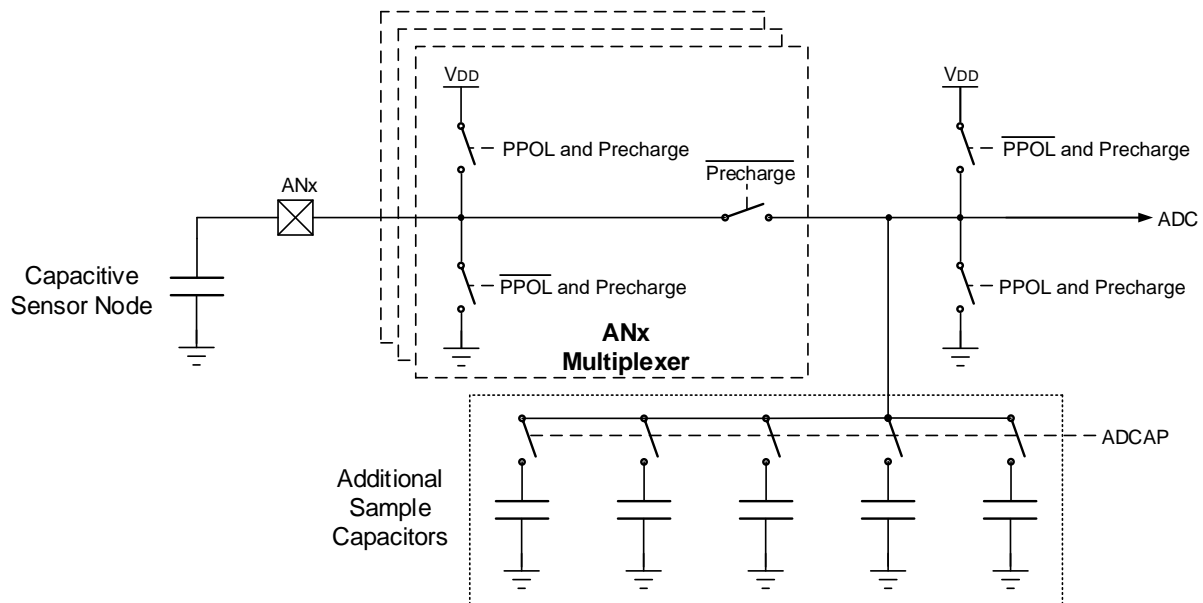 VDD
PPOL and Precharge
Precharge
ANx
PPOL and Precharge
ANx
Multiplexer
VDD
PPOL and Precharge
ADC
PPOL and Precharge
Capacitive
Sensor Node
ADCAP
Additional
Sample
Capacitors